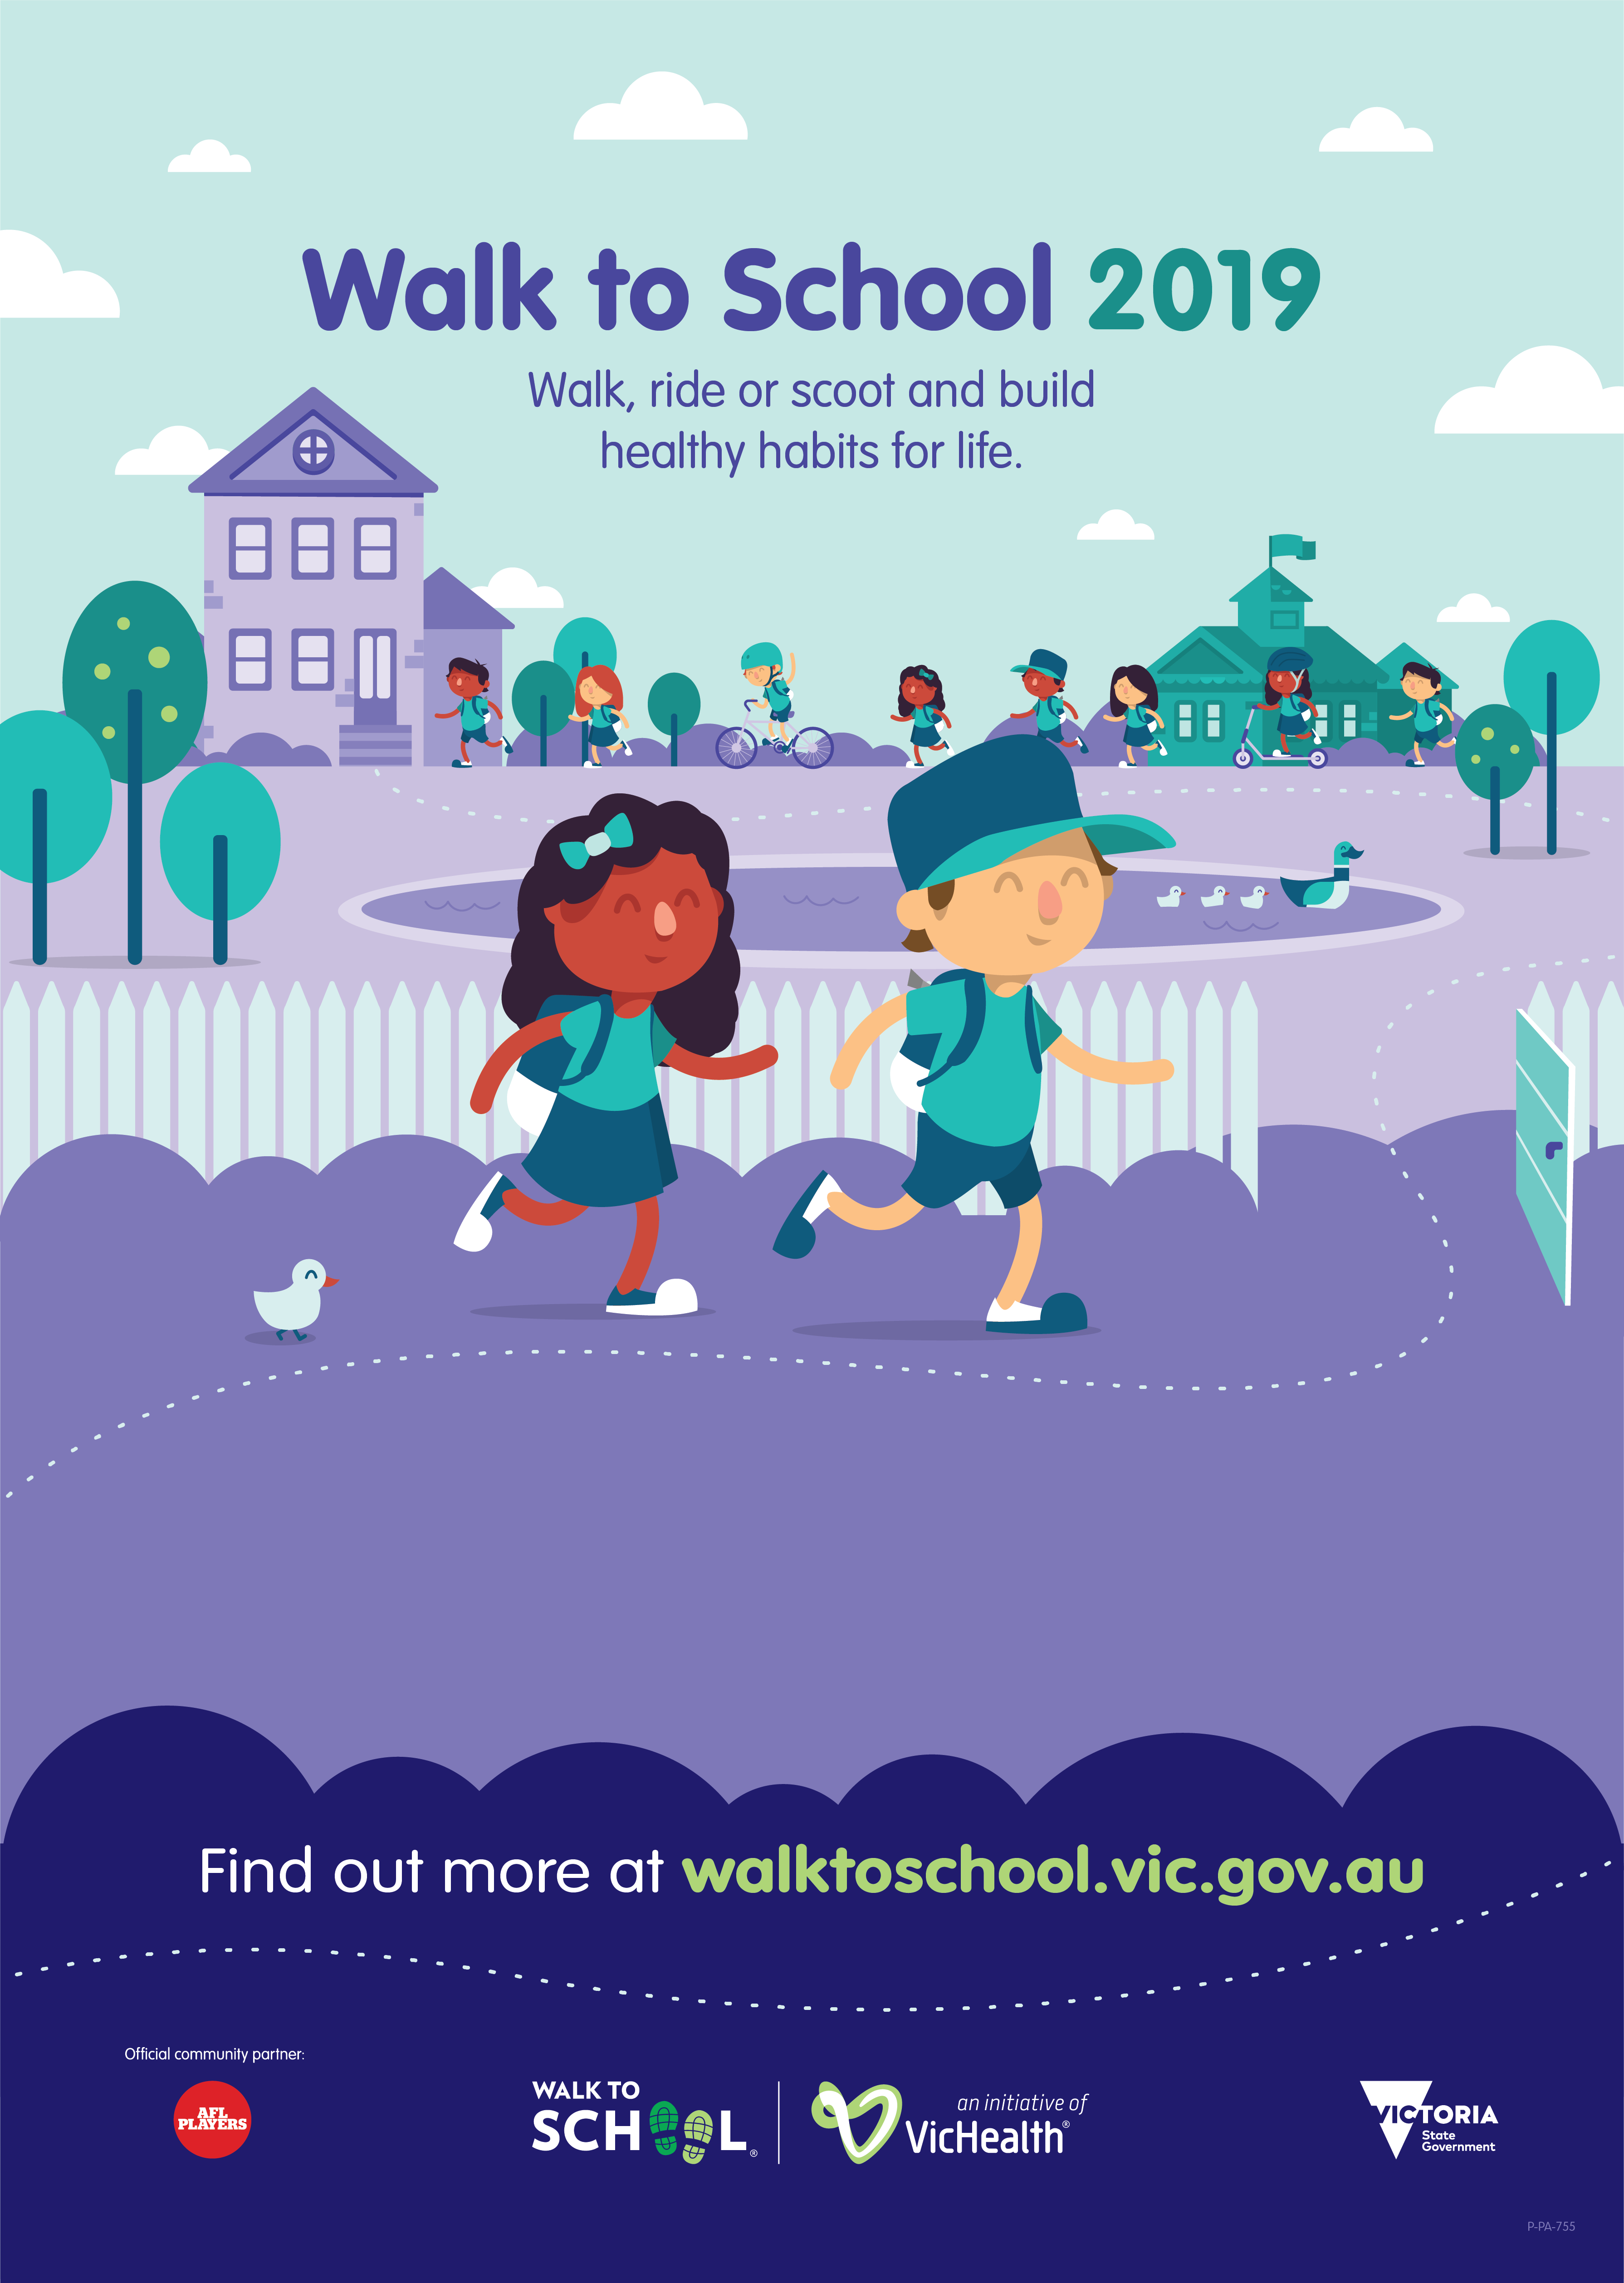 Walk to School 2019
Walk, ride or scoot and build
healthy habits for life.
Find out more at walktoschool.vic.gov.au
Official community partner:
AFL
PLAYERS
WALK TO
SCHOOL®
an initiative of
VicHealth®
VICTORIA
State
Government
P-PA-755